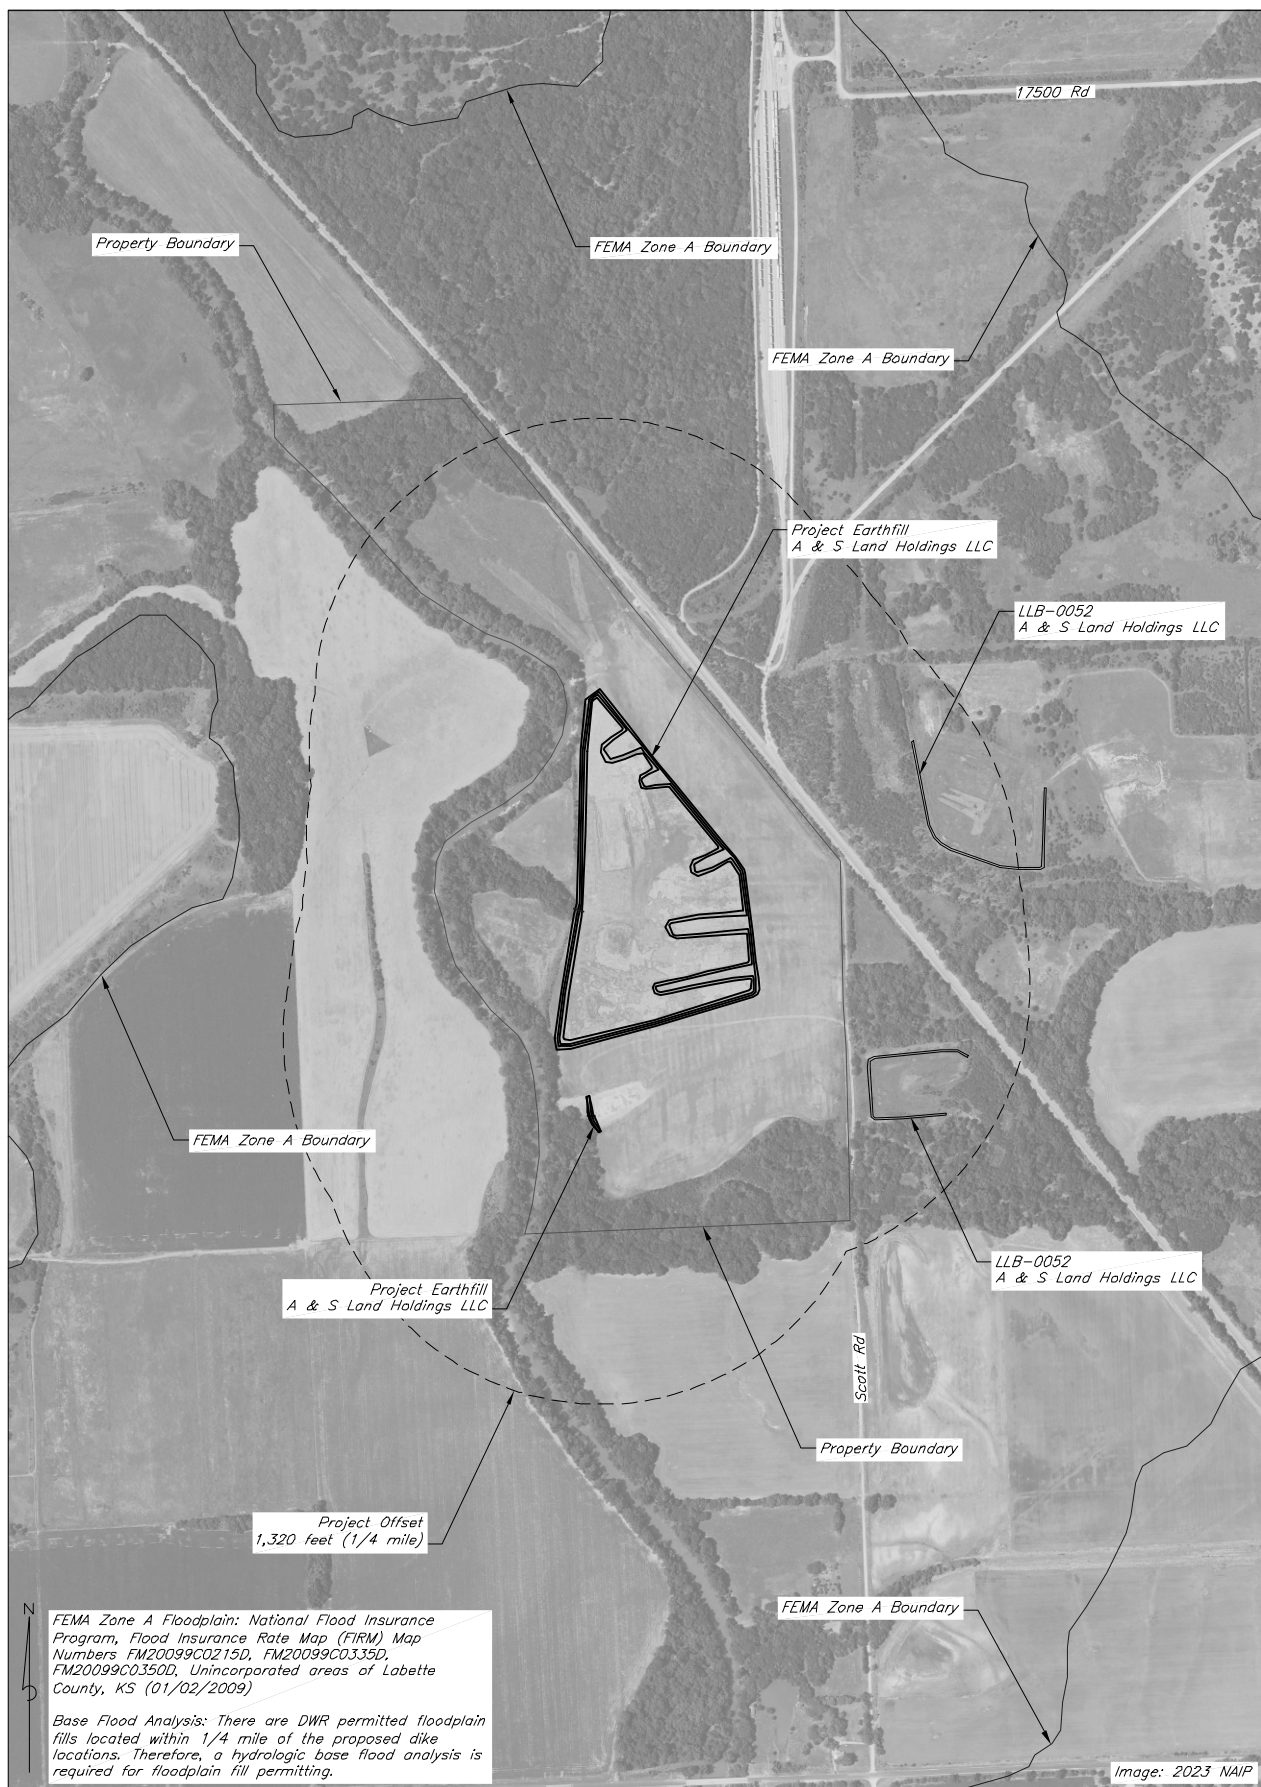 17500 Rd
Property Boundary
FEMA Zone A Boundary
FEMA Zone A Boundary
Project Earthfill
A & S Land Holdings LLC
LLB-0052
A & S Land Holdings LLC
FEMA Zone A Boundary
LLB-0052
A & S Land Holdings LLC
Project Earthfill
A & S Land Holdings LLC
Scott Rd
Property Boundary
Project Offset
1,320 feet (1/4 mile)
FEMA Zone A Boundary
N
FEMA Zone A Floodplain: National Flood Insurance
Program, Flood Insurance Rate Map (FIRM) Map
Numbers FM20099C0215D, FM20099C0335D,
FM20099C0350D, Unincorporated areas of Labette
County, KS (01/02/2009)
Base Flood Analysis: There are DWR permitted floodplain
fills located within 1/4 mile of the proposed dike
locations. Therefore, a hydrologic base flood analysis is
required for floodplain fill permitting.
Image: 2023 NAIP